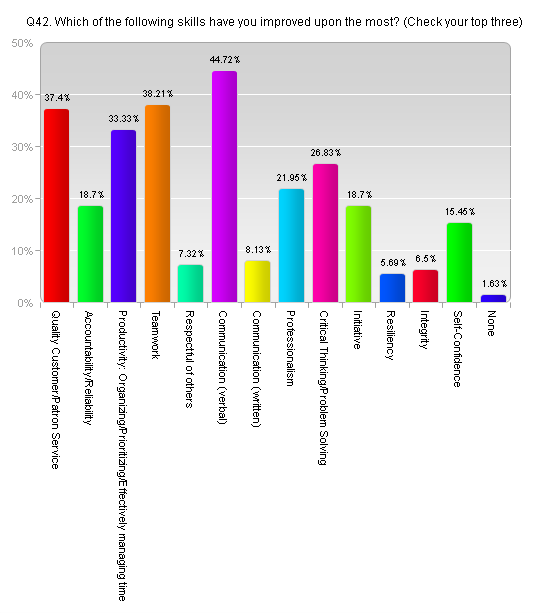 Q42. Which of the following skills have you improved upon the most? (Check your top three)
50%
40%
30%
20%
10%
0%
37.4%
18.7%
33.33%
38.21%
7.32%
44.72%
8.13%
21.95%
26.83%
18.7%
5.69%
6.5%
15.45%
1.63%
Quality Customer/Patron Service
Accountability/Reliability
Productivity: Organizing/Prioritizing/Effectively managing time
Teamwork
Respectful of others
Communication (verbal)
Communication (written)
Professionalism
Critical Thinking/Problem Solving
Initiative
Resiliency
Integrity
Self-Confidence
None